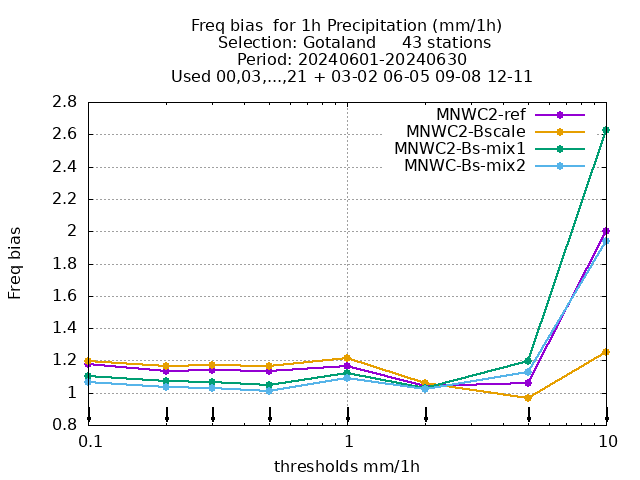 Freq bias  for 1h Precipitation (mm/1h)
Selection: Gotaland     43 stations
Period: 20240601-20240630
Used 00,03,...,21 + 03-02 06-05 09-08 12-11
MNWC2-ref
MNWC2-Bscale
MNWC2-Bs-mix1
MNWC-Bs-mix2
Freq bias
2.8
2.6
2.4
2.2
2
1.8
1.6
1.4
1.2
1
0.8
0.1 1 10
thresholds mm/1h